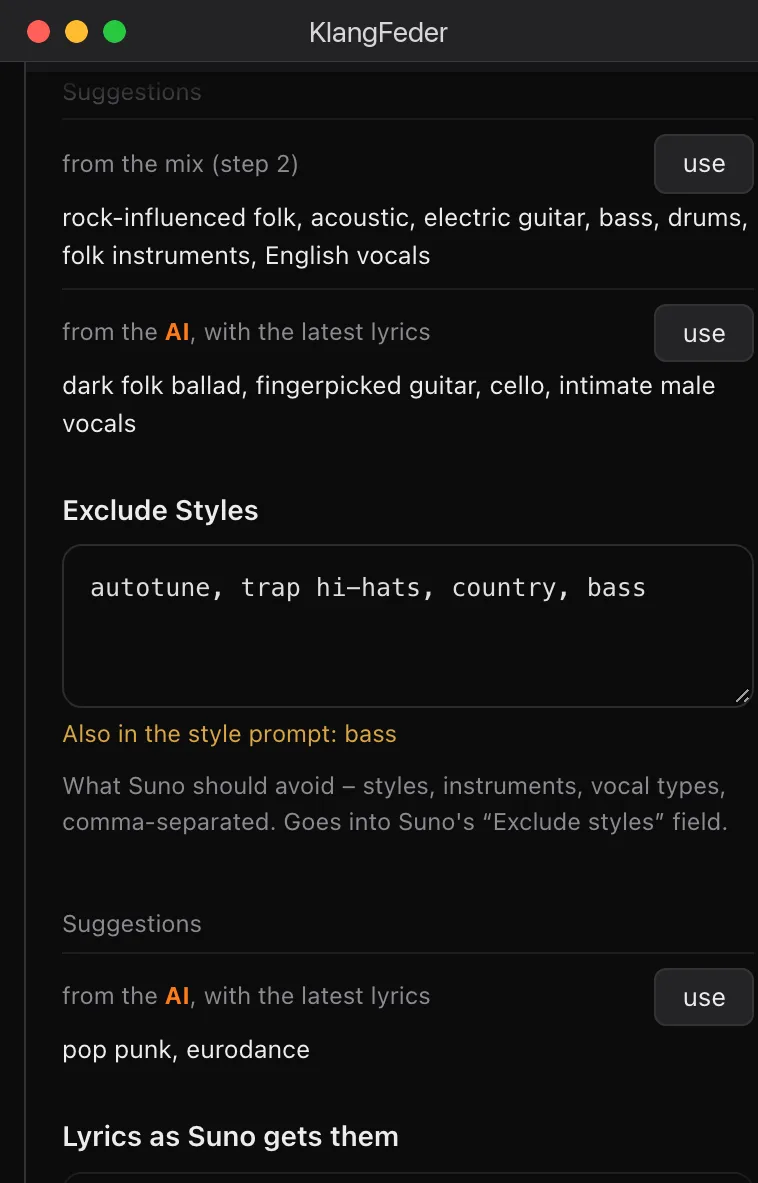 KlangFeder
Suggestions
from the mix (step 2)
use
rock-influenced folk, acoustic, electric guitar, bass, drums,
folk instruments, English vocals
from the AI, with the latest lyrics
use
dark folk ballad, fingerpicked guitar, cello, intimate male
vocals
Exclude Styles
autotune, trap hi-hats, country, bass
Also in the style prompt: bass
What Suno should avoid – styles, instruments, vocal types,
comma-separated. Goes into Suno's “Exclude styles” field.
Suggestions
from the AI, with the latest lyrics
use
pop punk, eurodance
Lyrics as Suno gets them